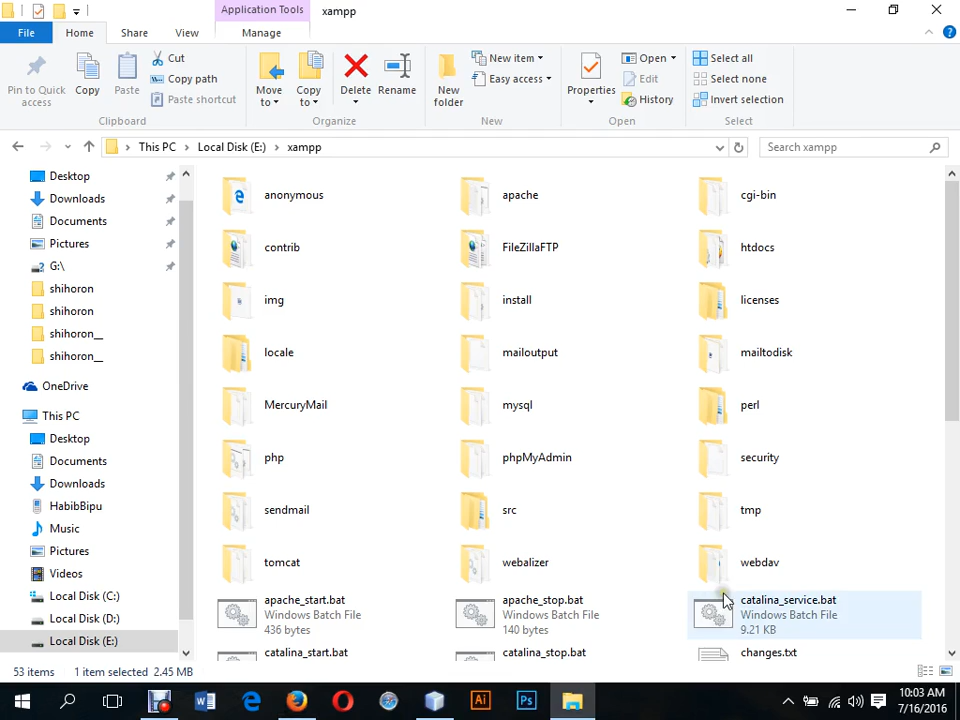 Application Tools
xampp
File
Home
Share
View
Manage
Pin to Quick access
Copy
Paste
Cut
Copy path
Paste shortcut
Clipboard
Move to
Copy to
Delete
Rename
Organize
New folder
New item
Easy access
New
Properties
Open
Edit
History
Open
Select all
Select none
Invert selection
Select
This PC > Local Disk (E:) > xampp
Search xampp
Desktop
Downloads
Documents
Pictures
G:\
shihoron
shihoron
shihoron__
shihoron__
OneDrive
This PC
Desktop
Documents
Downloads
HabibBipu
Music
Pictures
Videos
Local Disk (C:)
Local Disk (D:)
Local Disk (E:)
anonymous
apache
cgi-bin
contrib
FileZillaFTP
htdocs
img
install
licenses
locale
mailoutput
mailtodisk
MercuryMail
mysql
perl
php
phpMyAdmin
security
sendmail
src
tmp
tomcat
webalizer
webdav
apache_start.bat
Windows Batch File
436 bytes
apache_stop.bat
Windows Batch File
140 bytes
catalina_service.bat
Windows Batch File
9.21 KB
catalina_start.bat
catalina_stop.bat
changes.txt
53 items
1 item selected 2.45 MB
10:03 AM
7/16/2016